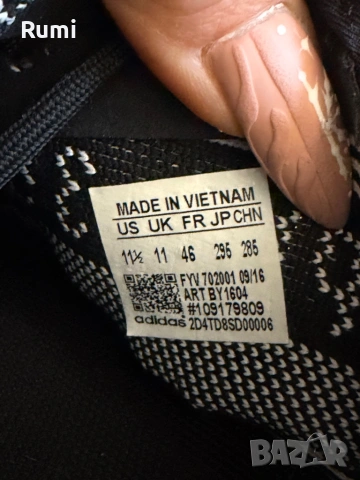 Rumi
MADE IN VIETNAM
US UK FR JP CHN
11½ 11 46 295 285
FYV 702001 09/16
ART BY1604
#109179809
adidas 2D4TD8SD00006
BAZAR
bg